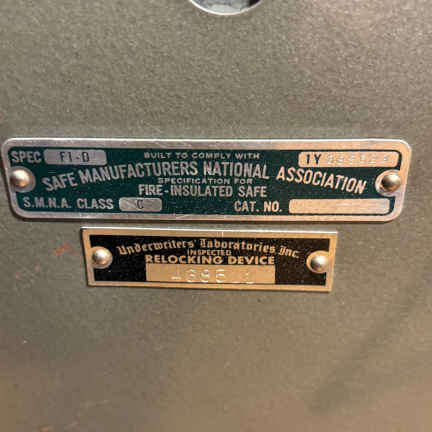 SPEC F1-D BUILT TO COMPLY WITH 1Y
SAFE MANUFACTURERS NATIONAL ASSOCIATION
SPECIFICATION FOR
FIRE-INSULATED SAFE
S.M.N.A. CLASS C CAT. NO.
Underwriters' Laboratories, Inc.
INSPECTED
RELOCKING DEVICE